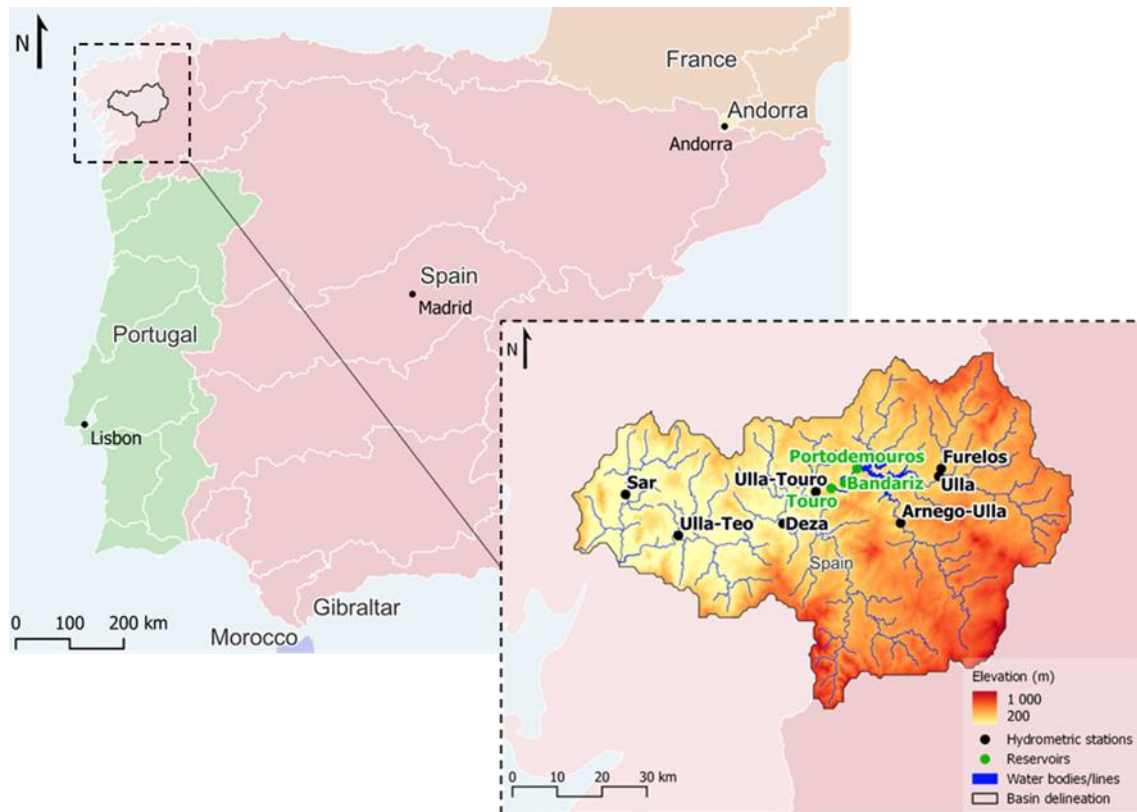 N
France
Andorra
Andorra
Spain
Madrid
Portugal
Lisbon
Gibraltar
Morocco
0 100 200 km
N
Portodemouros
Furelos
Sar
Ulla-Touro
Bandariz
Ulla
Touro
Ulla-Teo
Deza
Arnego-Ulla
Spain
Elevation (m)
1 000
200
Hydrometric stations
Reservoirs
Water bodies/lines
Basin delineation
0 10 20 30 km